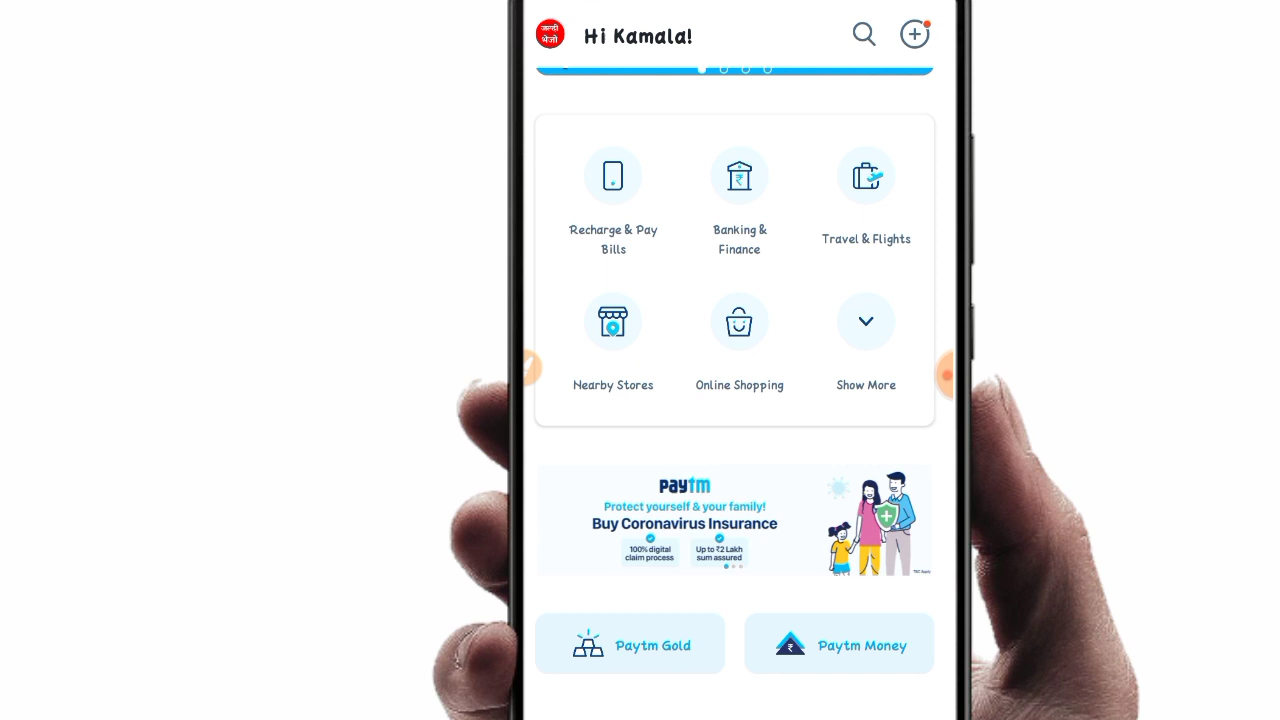 जल्दी
भेजो
Hi Kamala!
Recharge & Pay
Bills
Banking &
Finance
Travel & Flights
Nearby Stores
Online Shopping
Show More
paytm
Protect yourself & your family!
Buy Coronavirus Insurance
100% digital
claim process
Up to ₹2 Lakh
sum assured
T&C Apply
Paytm Gold
Paytm Money